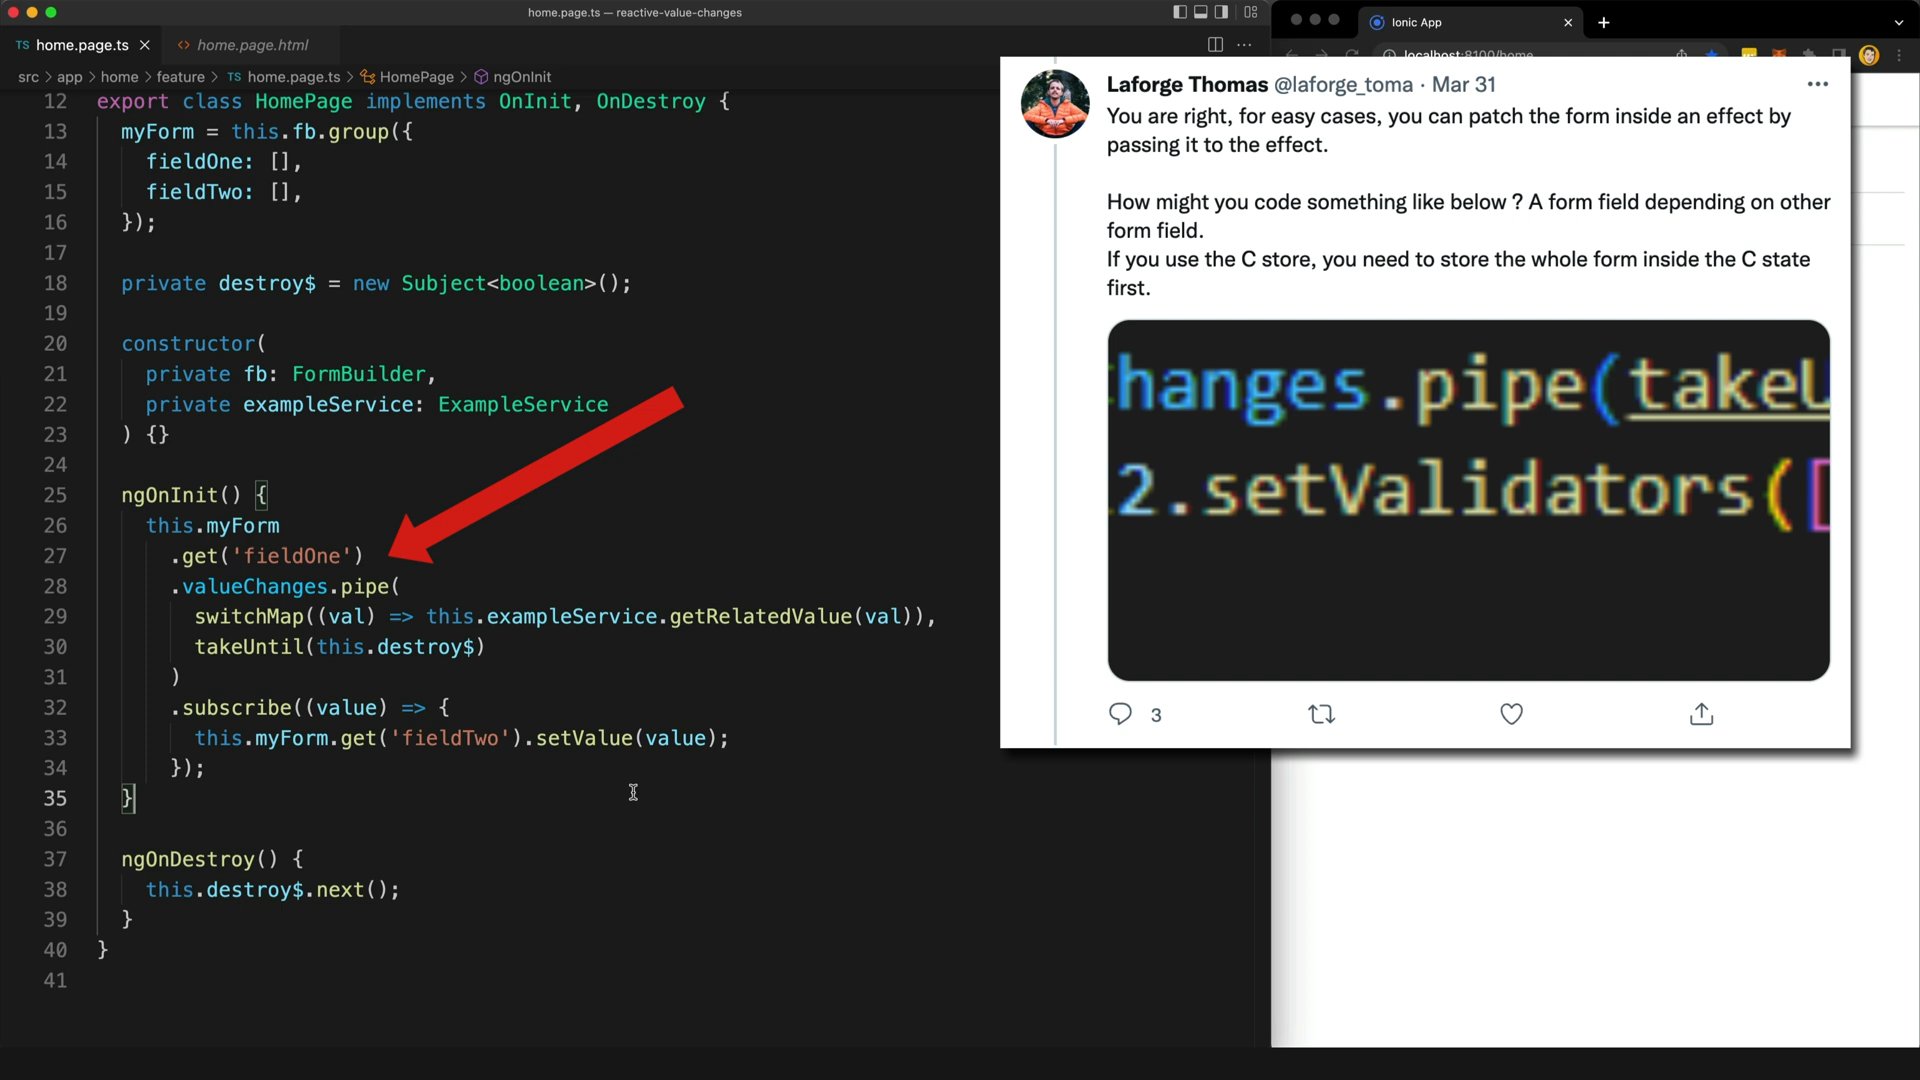 home.page.ts — reactive-value-changes
TS home.page.ts
<> home.page.html
src > app > home > feature > TS home.page.ts > HomePage > ngOnInit
12 export class HomePage implements OnInit, OnDestroy {
13 myForm = this.fb.group({
14 fieldOne: [],
15 fieldTwo: [],
16 });
17
18 private destroy$ = new Subject<boolean>();
19
20 constructor(
21 private fb: FormBuilder,
22 private exampleService: ExampleService
23 ) {}
24
25 ngOnInit() {
26 this.myForm
27 .get('fieldOne')
28 .valueChanges.pipe(
29 switchMap((val) => this.exampleService.getRelatedValue(val)),
30 takeUntil(this.destroy$)
31 )
32 .subscribe((value) => {
33 this.myForm.get('fieldTwo').setValue(value);
34 });
35 }
36
37 ngOnDestroy() {
38 this.destroy$.next();
39 }
40 }
41
Ionic App
localhost:8100/home
Laforge Thomas @laforge_toma · Mar 31
You are right, for easy cases, you can patch the form inside an effect by
passing it to the effect.
How might you code something like below ? A form field depending on other
form field.
If you use the C store, you need to store the whole form inside the C state
first.
hanges.pipe(takeU
2.setValidators([
3